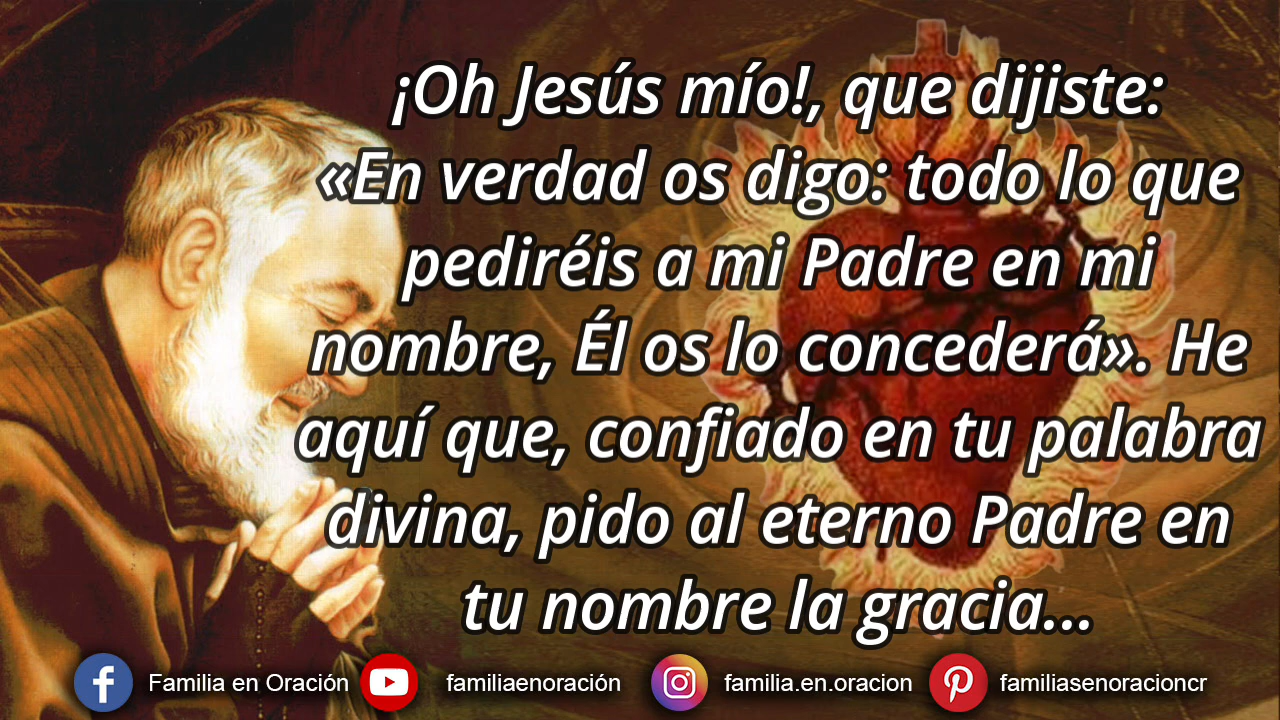 ¡Oh Jesús mío!, que dijiste:
«En verdad os digo: todo lo que
pediréis a mi Padre en mi
nombre, Él os lo concederá». He
aquí que, confiado en tu palabra
divina, pido al eterno Padre en
tu nombre la gracia...
Familia en Oración familiaenoración familia.en.oracion familiasenoracioncr